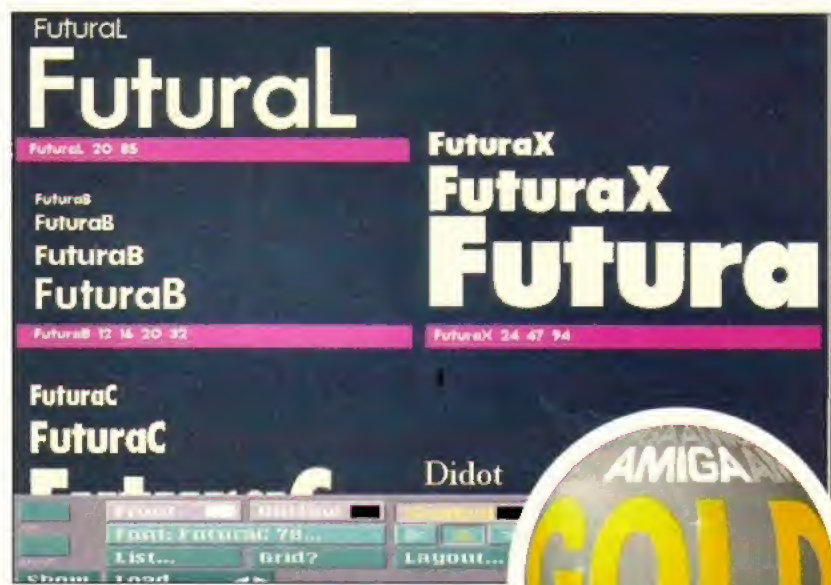 FuturaL
FuturaL
FuturaL 20 85
FuturaB
FuturaB
FuturaB
FuturaB
FuturaB 12 16 20 32
FuturaC
FuturaC
FuturaX
FuturaX
Futura
FuturaX 24 47 94
Didot
Font: FuturaC 78...
List...
Grid?
Layout...
Show
Load
AMIGA
GOLD